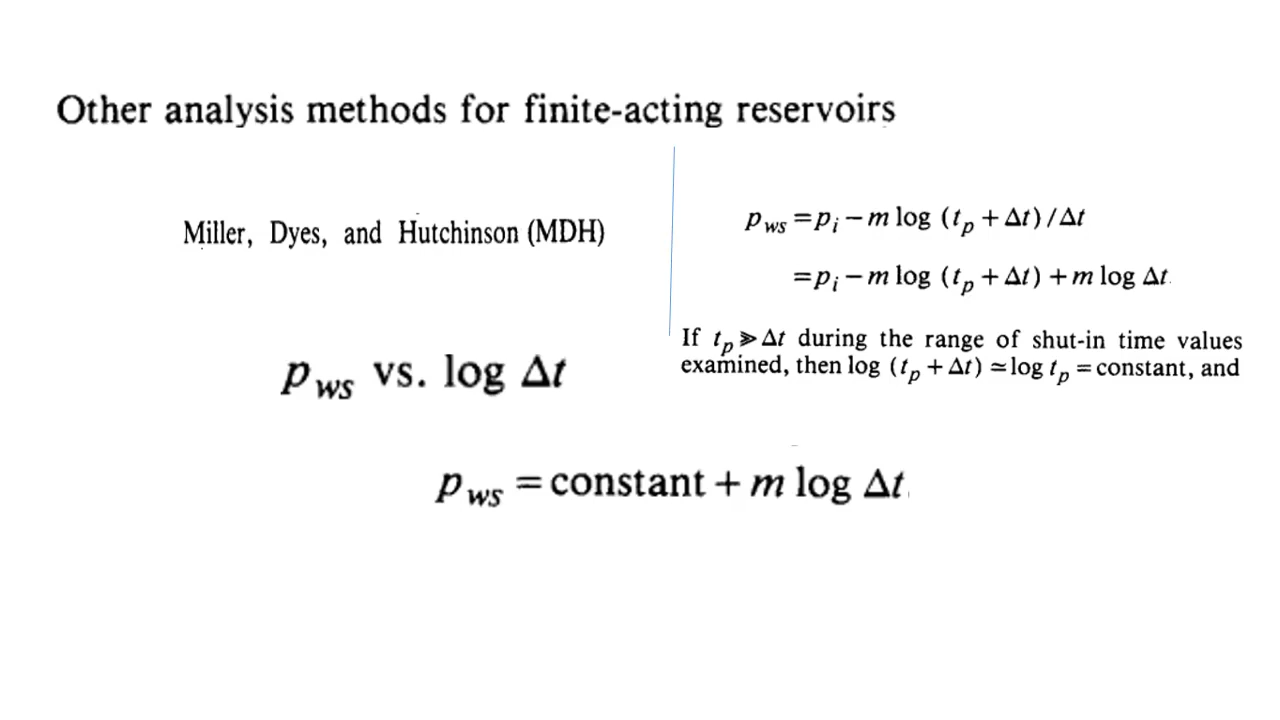 Other analysis methods for finite-acting reservoirs
Miller, Dyes, and Hutchinson (MDH)
p_ws vs. log Δt
p_ws = p_i − m log (t_p + Δt) / Δt
= p_i − m log (t_p + Δt) + m log Δt
If t_p ≫ Δt during the range of shut-in time values
examined, then log (t_p + Δt) ≃ log t_p = constant, and
p_ws = constant + m log Δt